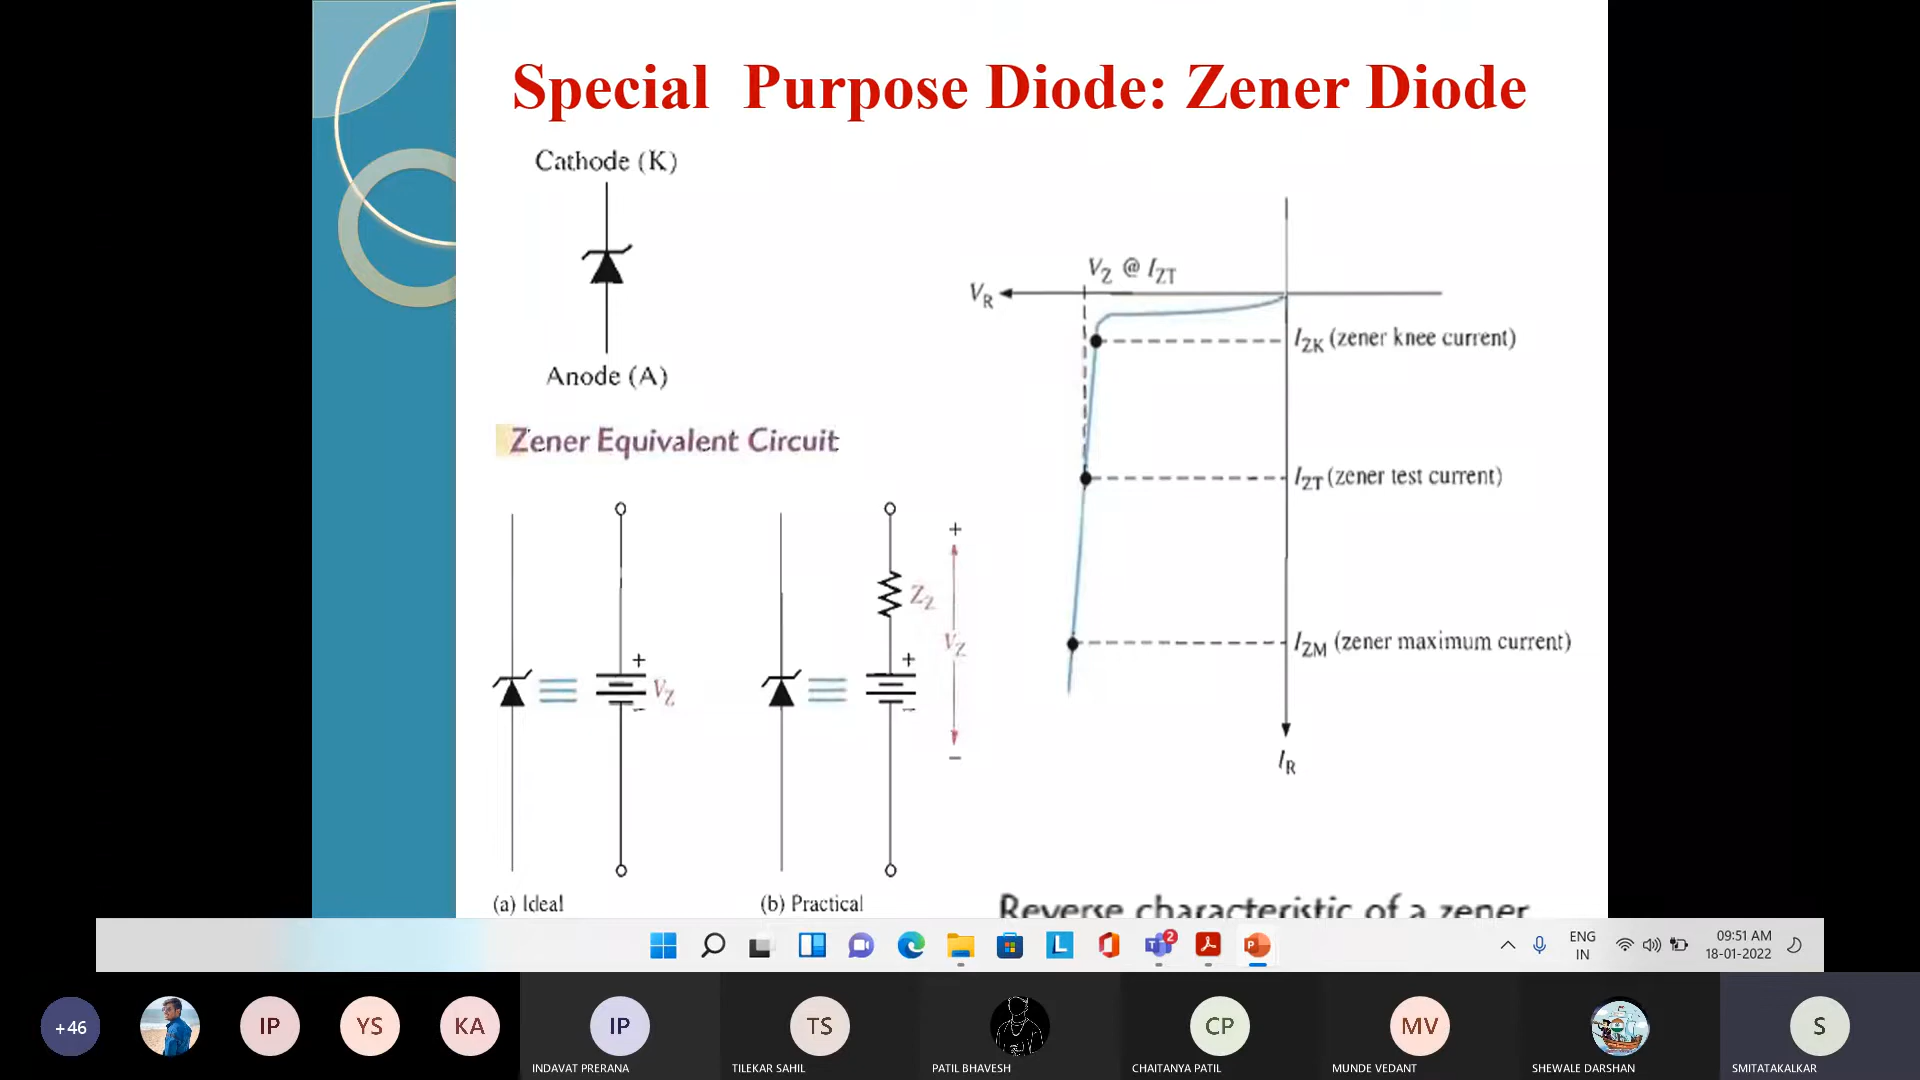 Special Purpose Diode: Zener Diode
Cathode (K)
Anode (A)
Zener Equivalent Circuit
VZ
(a) Ideal
+
-
ZZ
+
-
+
VZ
-
(b) Practical
VR
VZ @ IZT
IZK (zener knee current)
IZT (zener test current)
IZM (zener maximum current)
IR
Reverse characteristic of a zener
ENG
IN
2
09:51 AM
18-01-2022
+46
IP
YS
KA
IP
INDAVAT PRERANA
TS
TILEKAR SAHIL
PATIL BHAVESH
CP
CHAITANYA PATIL
MV
MUNDE VEDANT
SHEWALE DARSHAN
S
SMITATAKALKAR